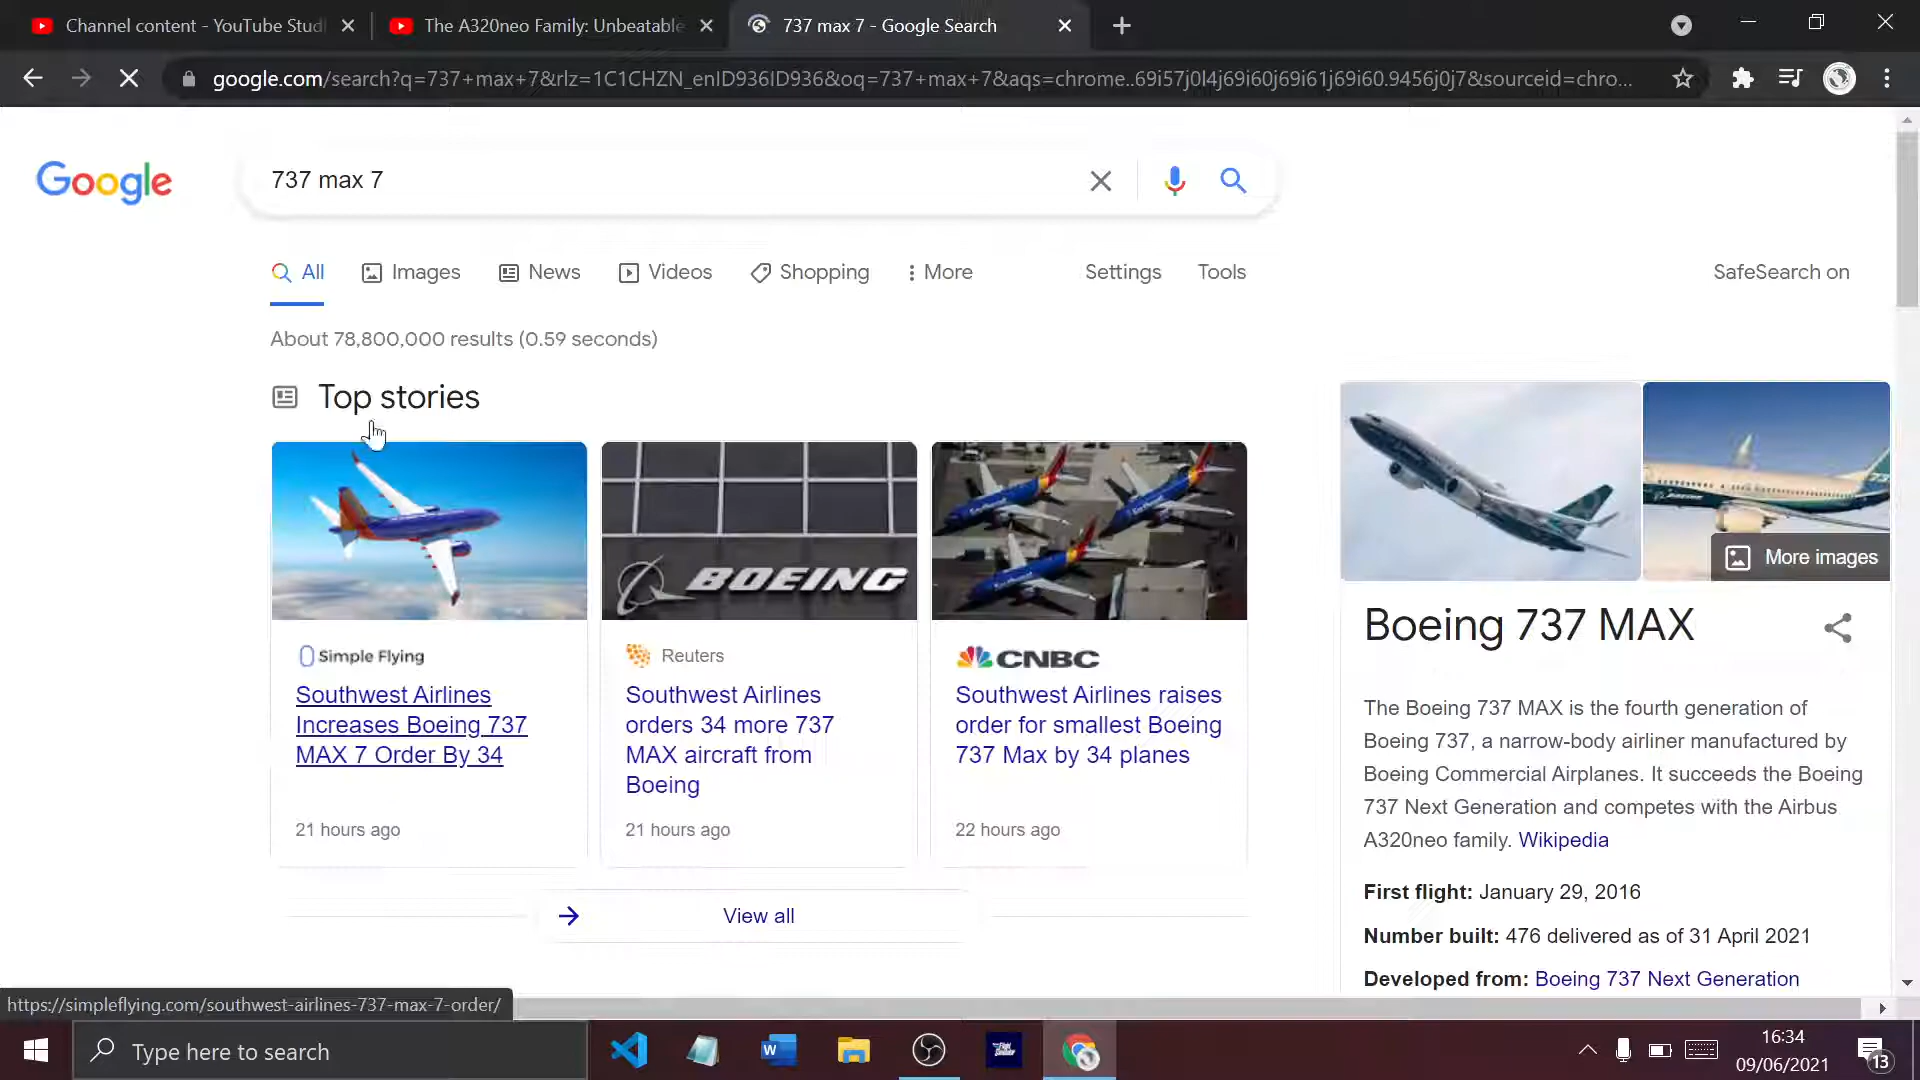 Channel content - YouTube Studi
The A320neo Family: Unbeatable
737 max 7 - Google Search
google.com/search?q=737+max+7&rlz=1C1CHZN_enID936ID936&oq=737+max+7&aqs=chrome..69i57j0l4j69i60j69i61j69i60.9456j0j7&sourceid=chro...
Google
737 max 7
All
Images
News
Videos
Shopping
More
Settings
Tools
SafeSearch on
About 78,800,000 results (0.59 seconds)
Top stories
BOEING
Simple Flying
Southwest Airlines
Increases Boeing 737
MAX 7 Order By 34
21 hours ago
Reuters
Southwest Airlines
orders 34 more 737
MAX aircraft from
Boeing
21 hours ago
CNBC
Southwest Airlines raises
order for smallest Boeing
737 Max by 34 planes
22 hours ago
View all
More images
Boeing 737 MAX
The Boeing 737 MAX is the fourth generation of
Boeing 737, a narrow-body airliner manufactured by
Boeing Commercial Airplanes. It succeeds the Boeing
737 Next Generation and competes with the Airbus
A320neo family. Wikipedia
First flight: January 29, 2016
Number built: 476 delivered as of 31 April 2021
Developed from: Boeing 737 Next Generation
https://simpleflying.com/southwest-airlines-737-max-7-order/
Type here to search
16:34
09/06/2021
13